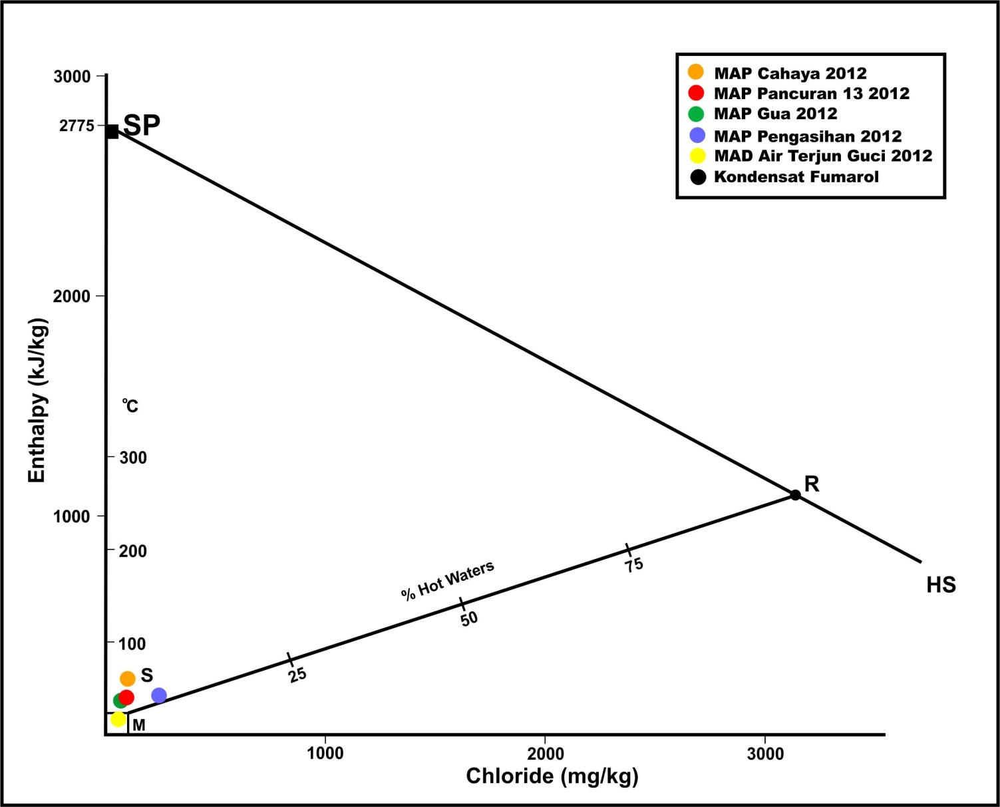 MAP Cahaya 2012
MAP Pancuran 13 2012
MAP Gua 2012
MAP Pengasihan 2012
MAD Air Terjun Guci 2012
Kondensat Fumarol
3000
2775
SP
2000
Enthalpy (kJ/kg)
°C
300
R
1000
200
HS
% Hot Waters
75
50
25
100
S
M
1000
2000
3000
Chloride (mg/kg)